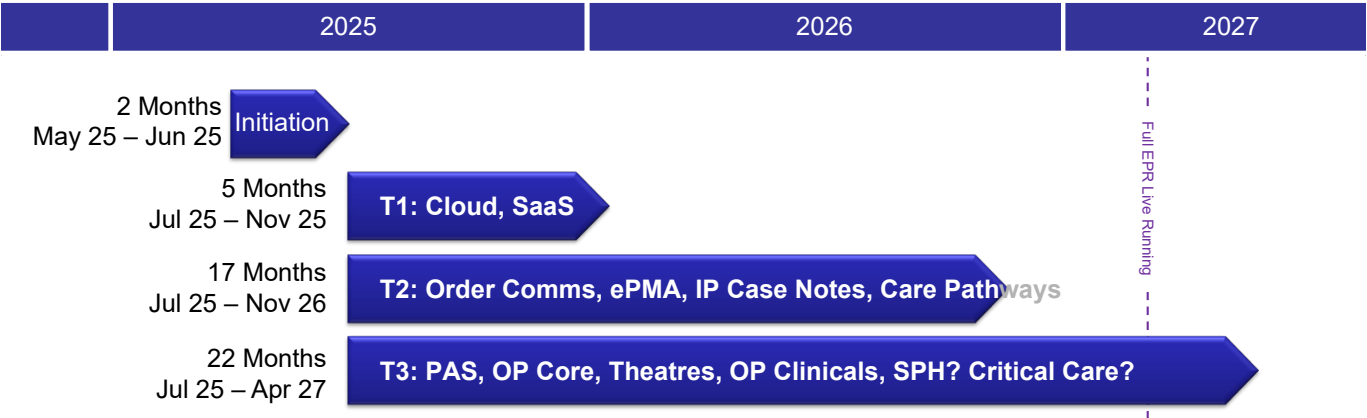 2025
2026
2027
2 Months
May 25 – Jun 25
Initiation
Full EPR Live Running
5 Months
Jul 25 – Nov 25
T1: Cloud, SaaS
17 Months
Jul 25 – Nov 26
T2: Order Comms, ePMA, IP Case Notes, Care Pathways
22 Months
Jul 25 – Apr 27
T3: PAS, OP Core, Theatres, OP Clinicals, SPH? Critical Care?